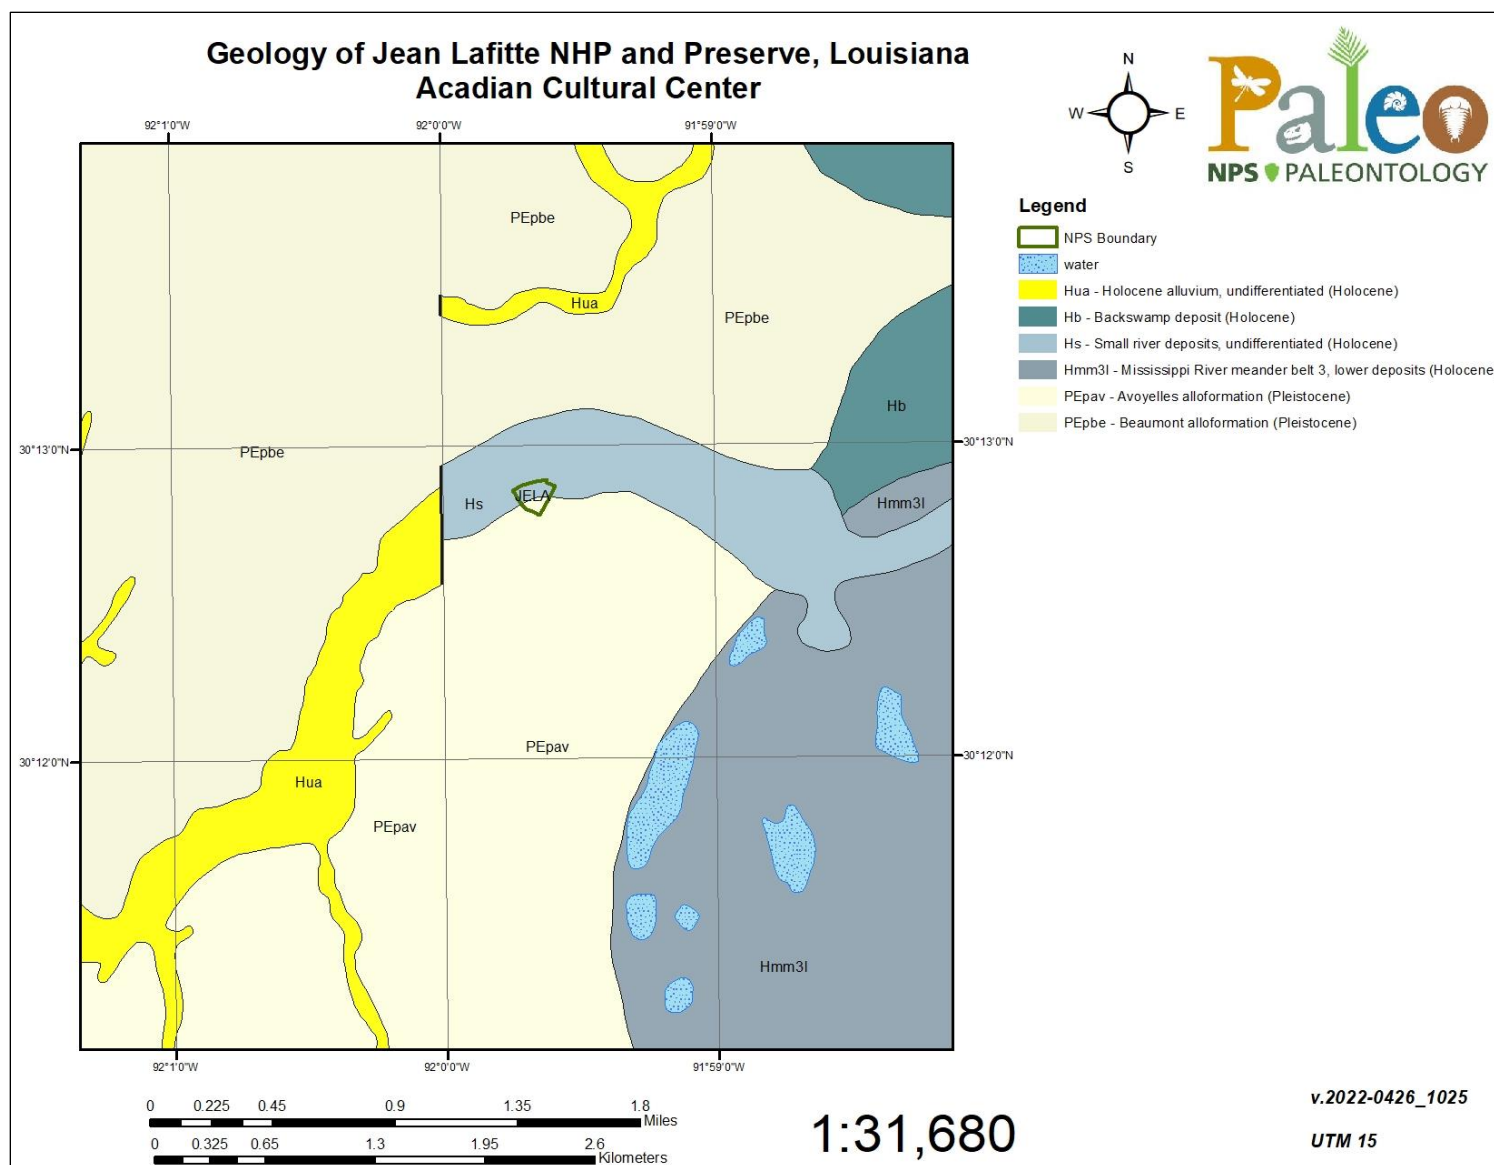 Geology of Jean Lafitte NHP and Preserve, Louisiana
Acadian Cultural Center
N
W
E
S
Paleo
NPS PALEONTOLOGY
92°1'0"W
92°0'0"W
91°59'0"W
Legend
NPS Boundary
water
Hua - Holocene alluvium, undifferentiated (Holocene)
Hb - Backswamp deposit (Holocene)
Hs - Small river deposits, undifferentiated (Holocene)
Hmm3l - Mississippi River meander belt 3, lower deposits (Holocene
PEpav - Avoyelles alloformation (Pleistocene)
PEpbe - Beaumont alloformation (Pleistocene)
PEpbe
Hua
PEpbe
Hb
30°13'0"N
PEpbe
30°13'0"N
Hs
JELA
Hmm3l
30°12'0"N
PEpav
30°12'0"N
Hua
PEpav
Hmm3l
92°1'0"W
92°0'0"W
91°59'0"W
0 0.225 0.45 0.9 1.35 1.8
Miles
0 0.325 0.65 1.3 1.95 2.6
Kilometers
1:31,680
v.2022-0426_1025
UTM 15